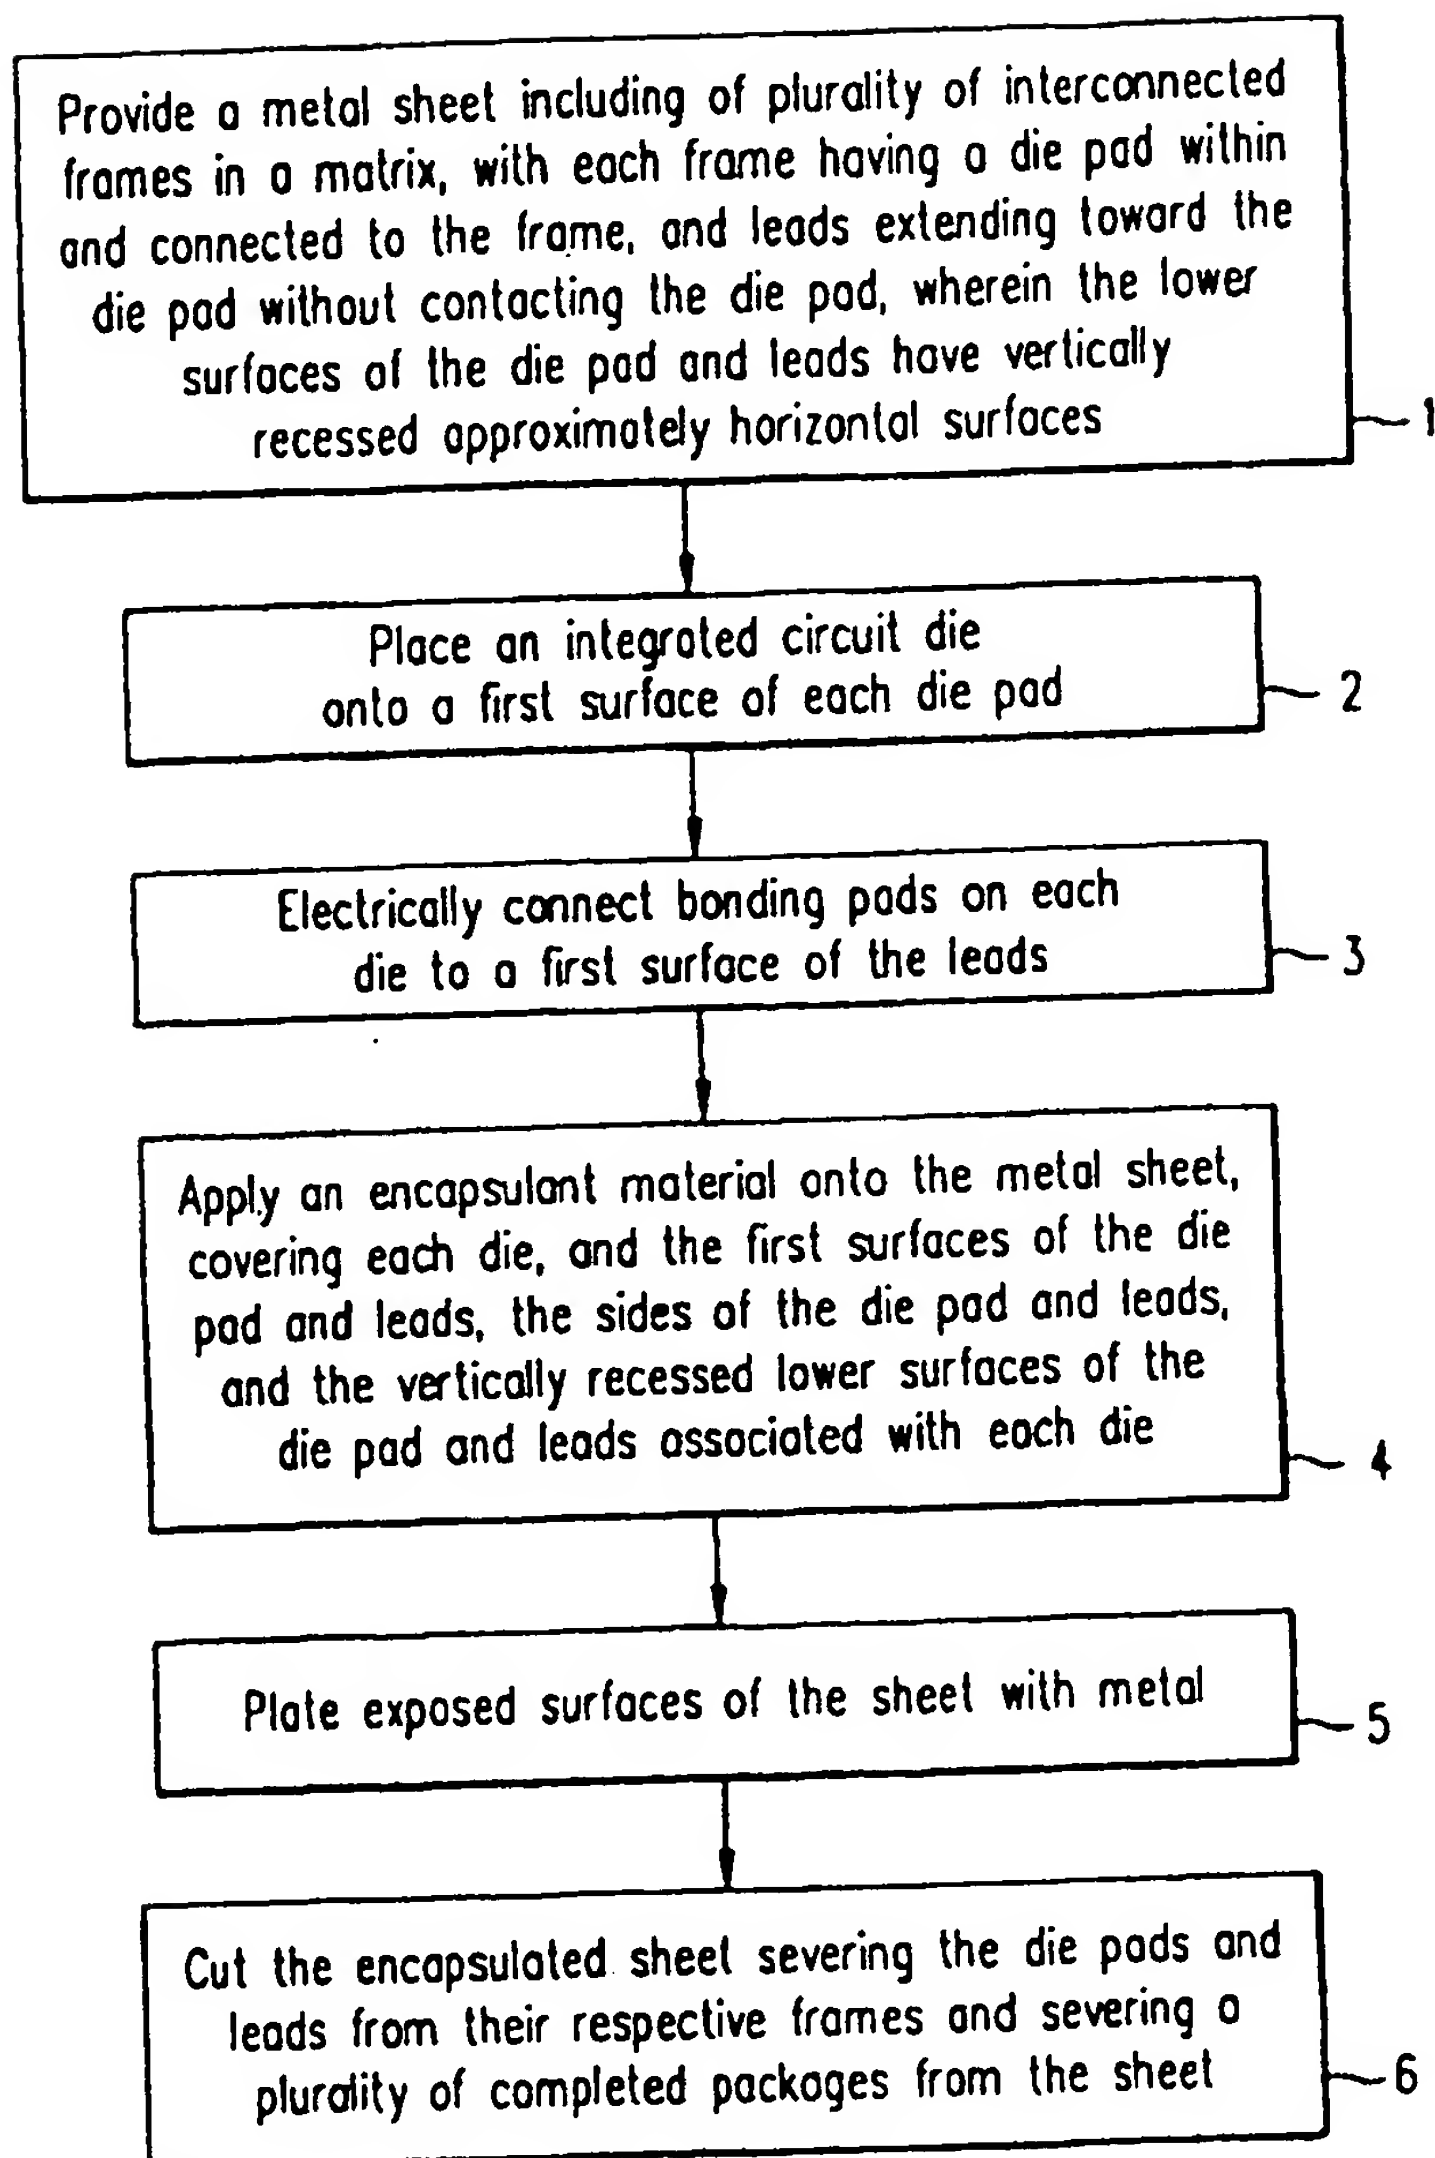 Provide a metal sheet including of plurality of interconnected
frames in a matrix, with each frame having a die pad within
and connected to the frame, and leads extending toward the
die pad without contacting the die pad, wherein the lower
surfaces of the die pad and leads have vertically
recessed approximately horizontal surfaces
1
Place an integrated circuit die
onto a first surface of each die pad
2
Electrically connect bonding pads on each
die to a first surface of the leads
3
Apply an encapsulant material onto the metal sheet,
covering each die, and the first surfaces of the die
pad and leads, the sides of the die pad and leads,
and the vertically recessed lower surfaces of the
die pad and leads associated with each die
4
Plate exposed surfaces of the sheet with metal
5
Cut the encapsulated sheet severing the die pads and
leads from their respective frames and severing a
plurality of completed packages from the sheet
6